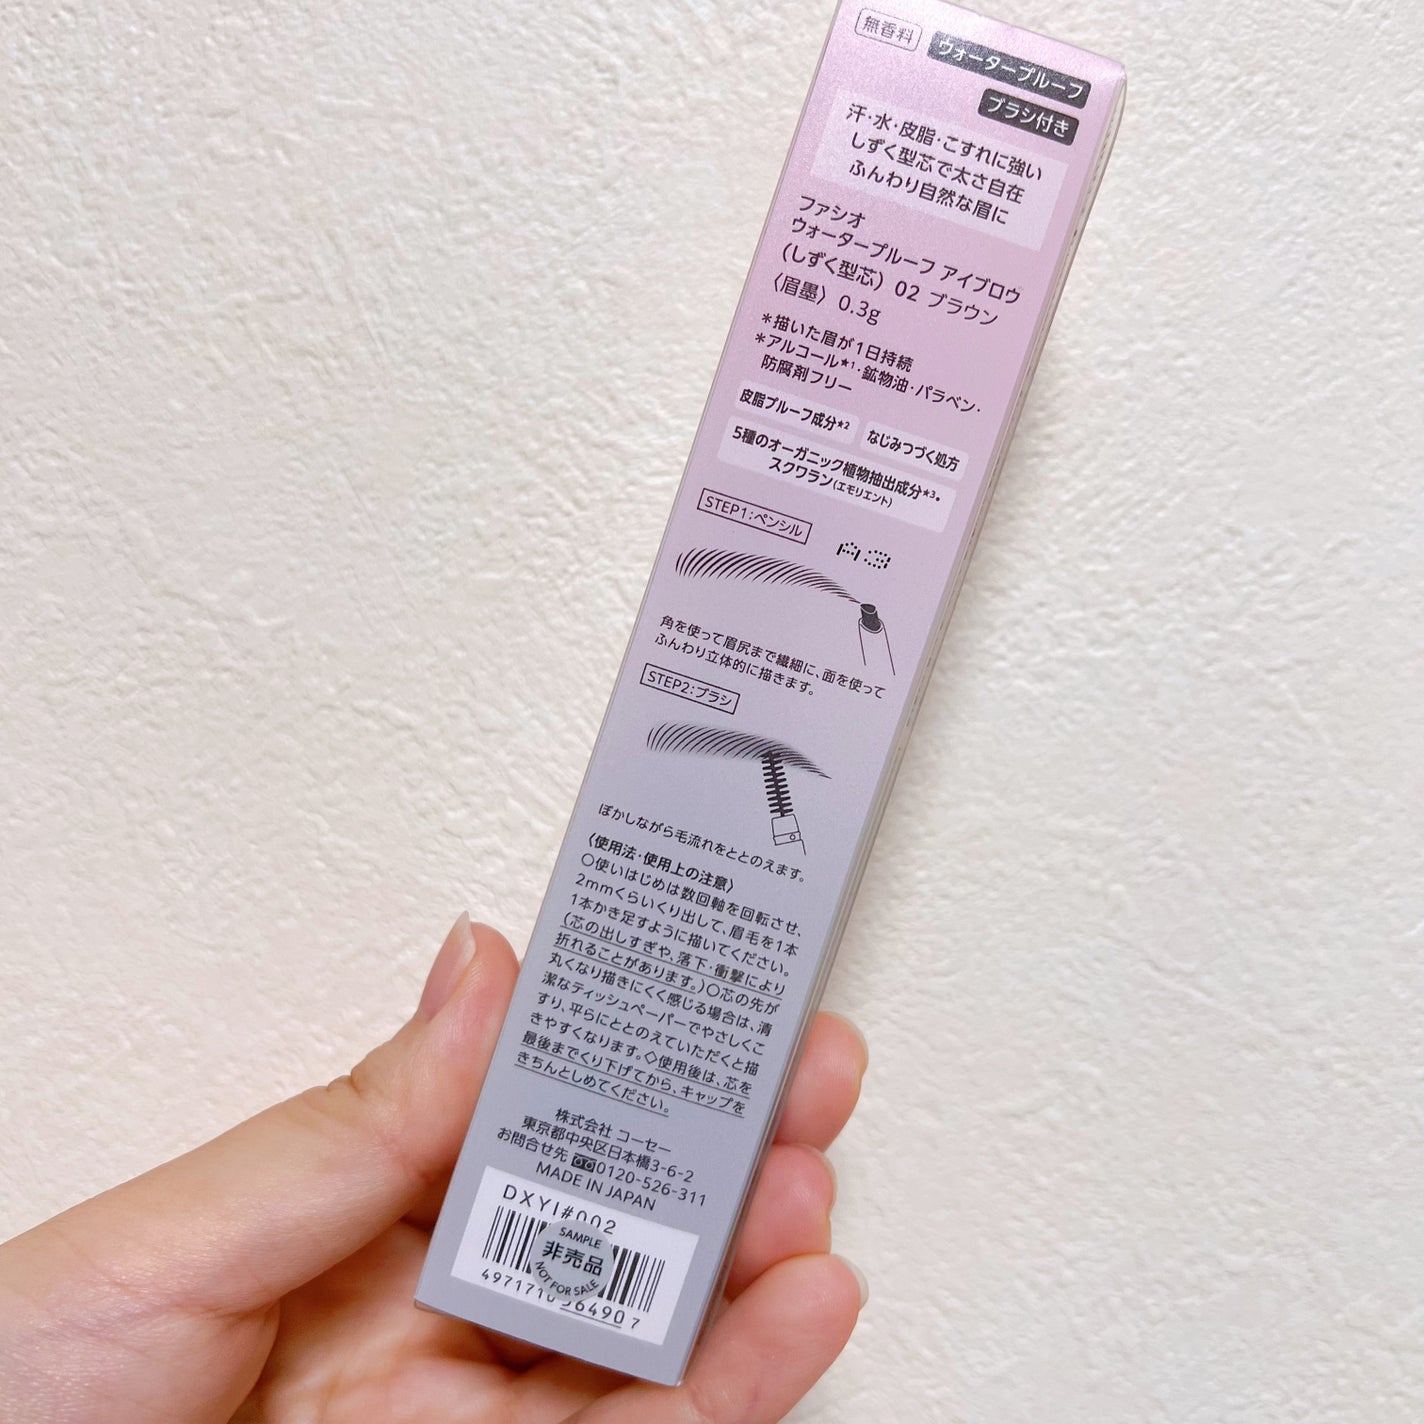 無香料 ウォータープルーフ
ブラシ付き
汗・水・皮脂・こすれに強い
しずく型芯で太さ自在
ふんわり自然な眉に
ファシオ
ウォータープルーフ アイブロウ
(しずく型芯) 02 ブラウン
〈眉墨〉0.3g
＊描いた眉が1日持続
＊アルコール★1・鉱物油・パラベン・
防腐剤フリー
皮脂プルーフ成分★2 なじみつづく処方
5種のオーガニック植物抽出成分★3・
スクワラン(エモリエント)
STEP1:ペンシル
A3
角を使って眉尻まで繊細に、面を使って
ふんわり立体的に描きます。
STEP2:ブラシ
ぼかしながら毛流れをととのえます。
〈使用法・使用上の注意〉
○使いはじめは数回軸を回転させ、
2mmくらいくり出して、眉毛を1本
1本かき足すように描いてください。
(芯の出しすぎや、落下・衝撃により
折れることがあります。)○芯の先が
丸くなり描きにくく感じる場合は、清
潔なティッシュペーパーでやさしくこ
すり、平らにととのえていただくと描
きやすくなります。◇使用後は、芯を
最後までくり下げてから、キャップを
きちんとしめてください。
株式会社 コーセー
東京都中央区日本橋3-6-2
お問合せ先 0120-526-311
MADE IN JAPAN
DXYI#002
SAMPLE
非売品
NOT FOR SALE